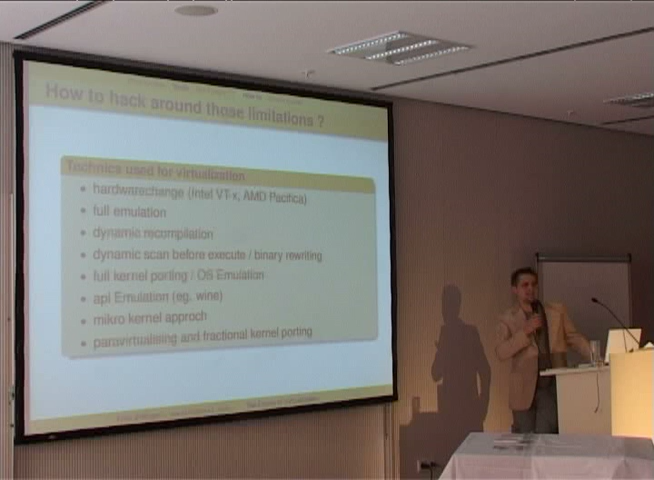 How to hack around those limitations ?
Technics used for virtualization
hardwarechange (Intel VT-x, AMD Pacifica)
full emulation
dynamic recompilation
dynamic scan before execute / binary rewriting
full kernel porting / OS Emulation
api Emulation (eg. wine)
mikro kernel approch
paravirtualising and fractional kernel porting